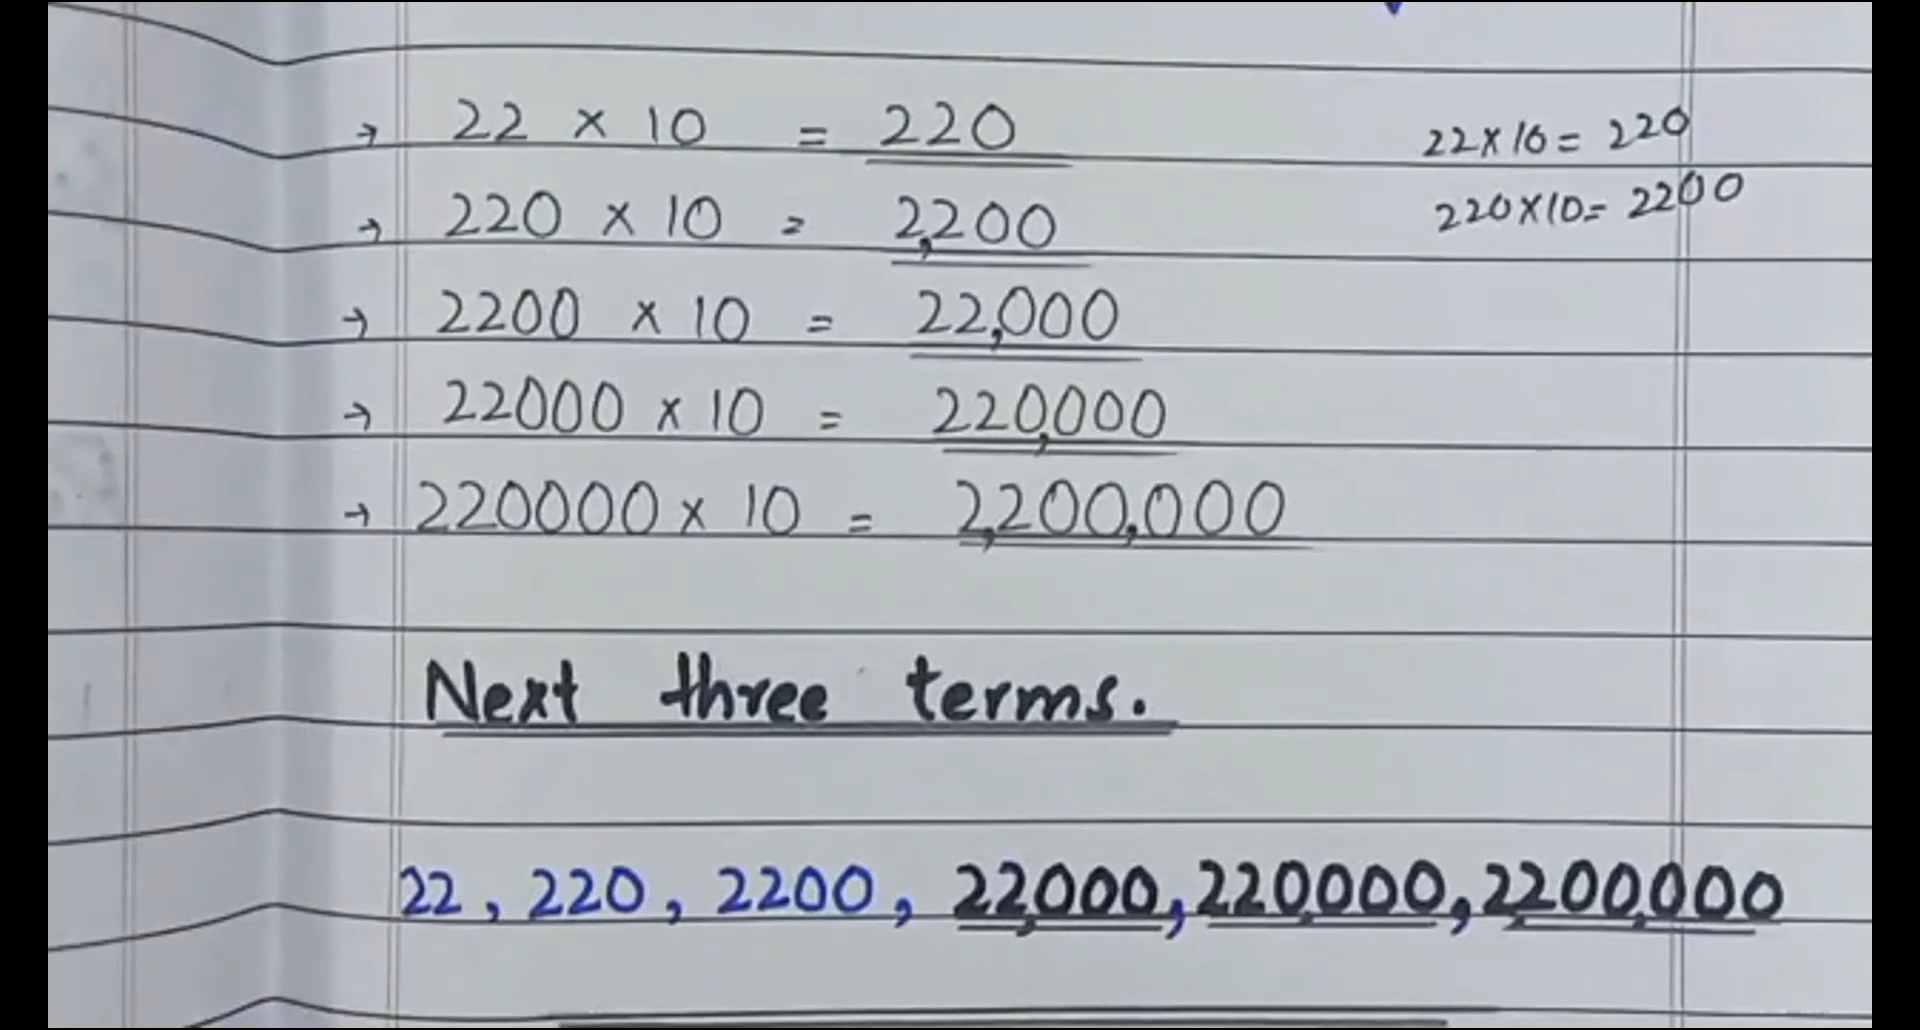 → 22 × 10 = 220
22×10 = 220
→ 220 × 10 = 2,200
220×10= 2200
→ 2200 × 10 = 22,000
→ 22000 × 10 = 220,000
→ 220000 × 10 = 2,200,000
Next three terms.
22, 220, 2200, 22,000, 220,000, 2,200,000